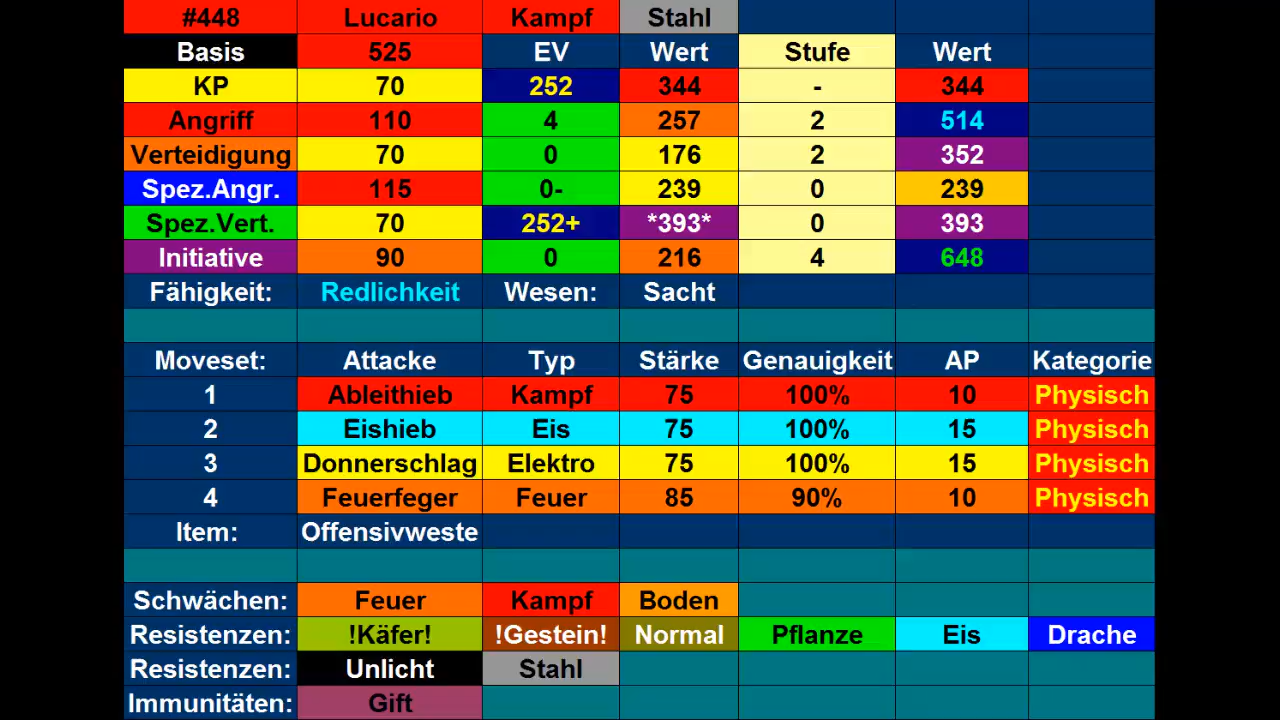 #448 Lucario Kampf Stahl
Basis 525 EV Wert Stufe Wert
KP 70 252 344 - 344
Angriff 110 4 257 2 514
Verteidigung 70 0 176 2 352
Spez.Angr. 115 0- 239 0 239
Spez.Vert. 70 252+ *393* 0 393
Initiative 90 0 216 4 648
Fähigkeit: Redlichkeit Wesen: Sacht
Moveset: Attacke Typ Stärke Genauigkeit AP Kategorie
1 Ableithieb Kampf 75 100% 10 Physisch
2 Eishieb Eis 75 100% 15 Physisch
3 Donnerschlag Elektro 75 100% 15 Physisch
4 Feuerfeger Feuer 85 90% 10 Physisch
Item: Offensivweste
Schwächen: Feuer Kampf Boden
Resistenzen: !Käfer! !Gestein! Normal Pflanze Eis Drache
Resistenzen: Unlicht Stahl
Immunitäten: Gift